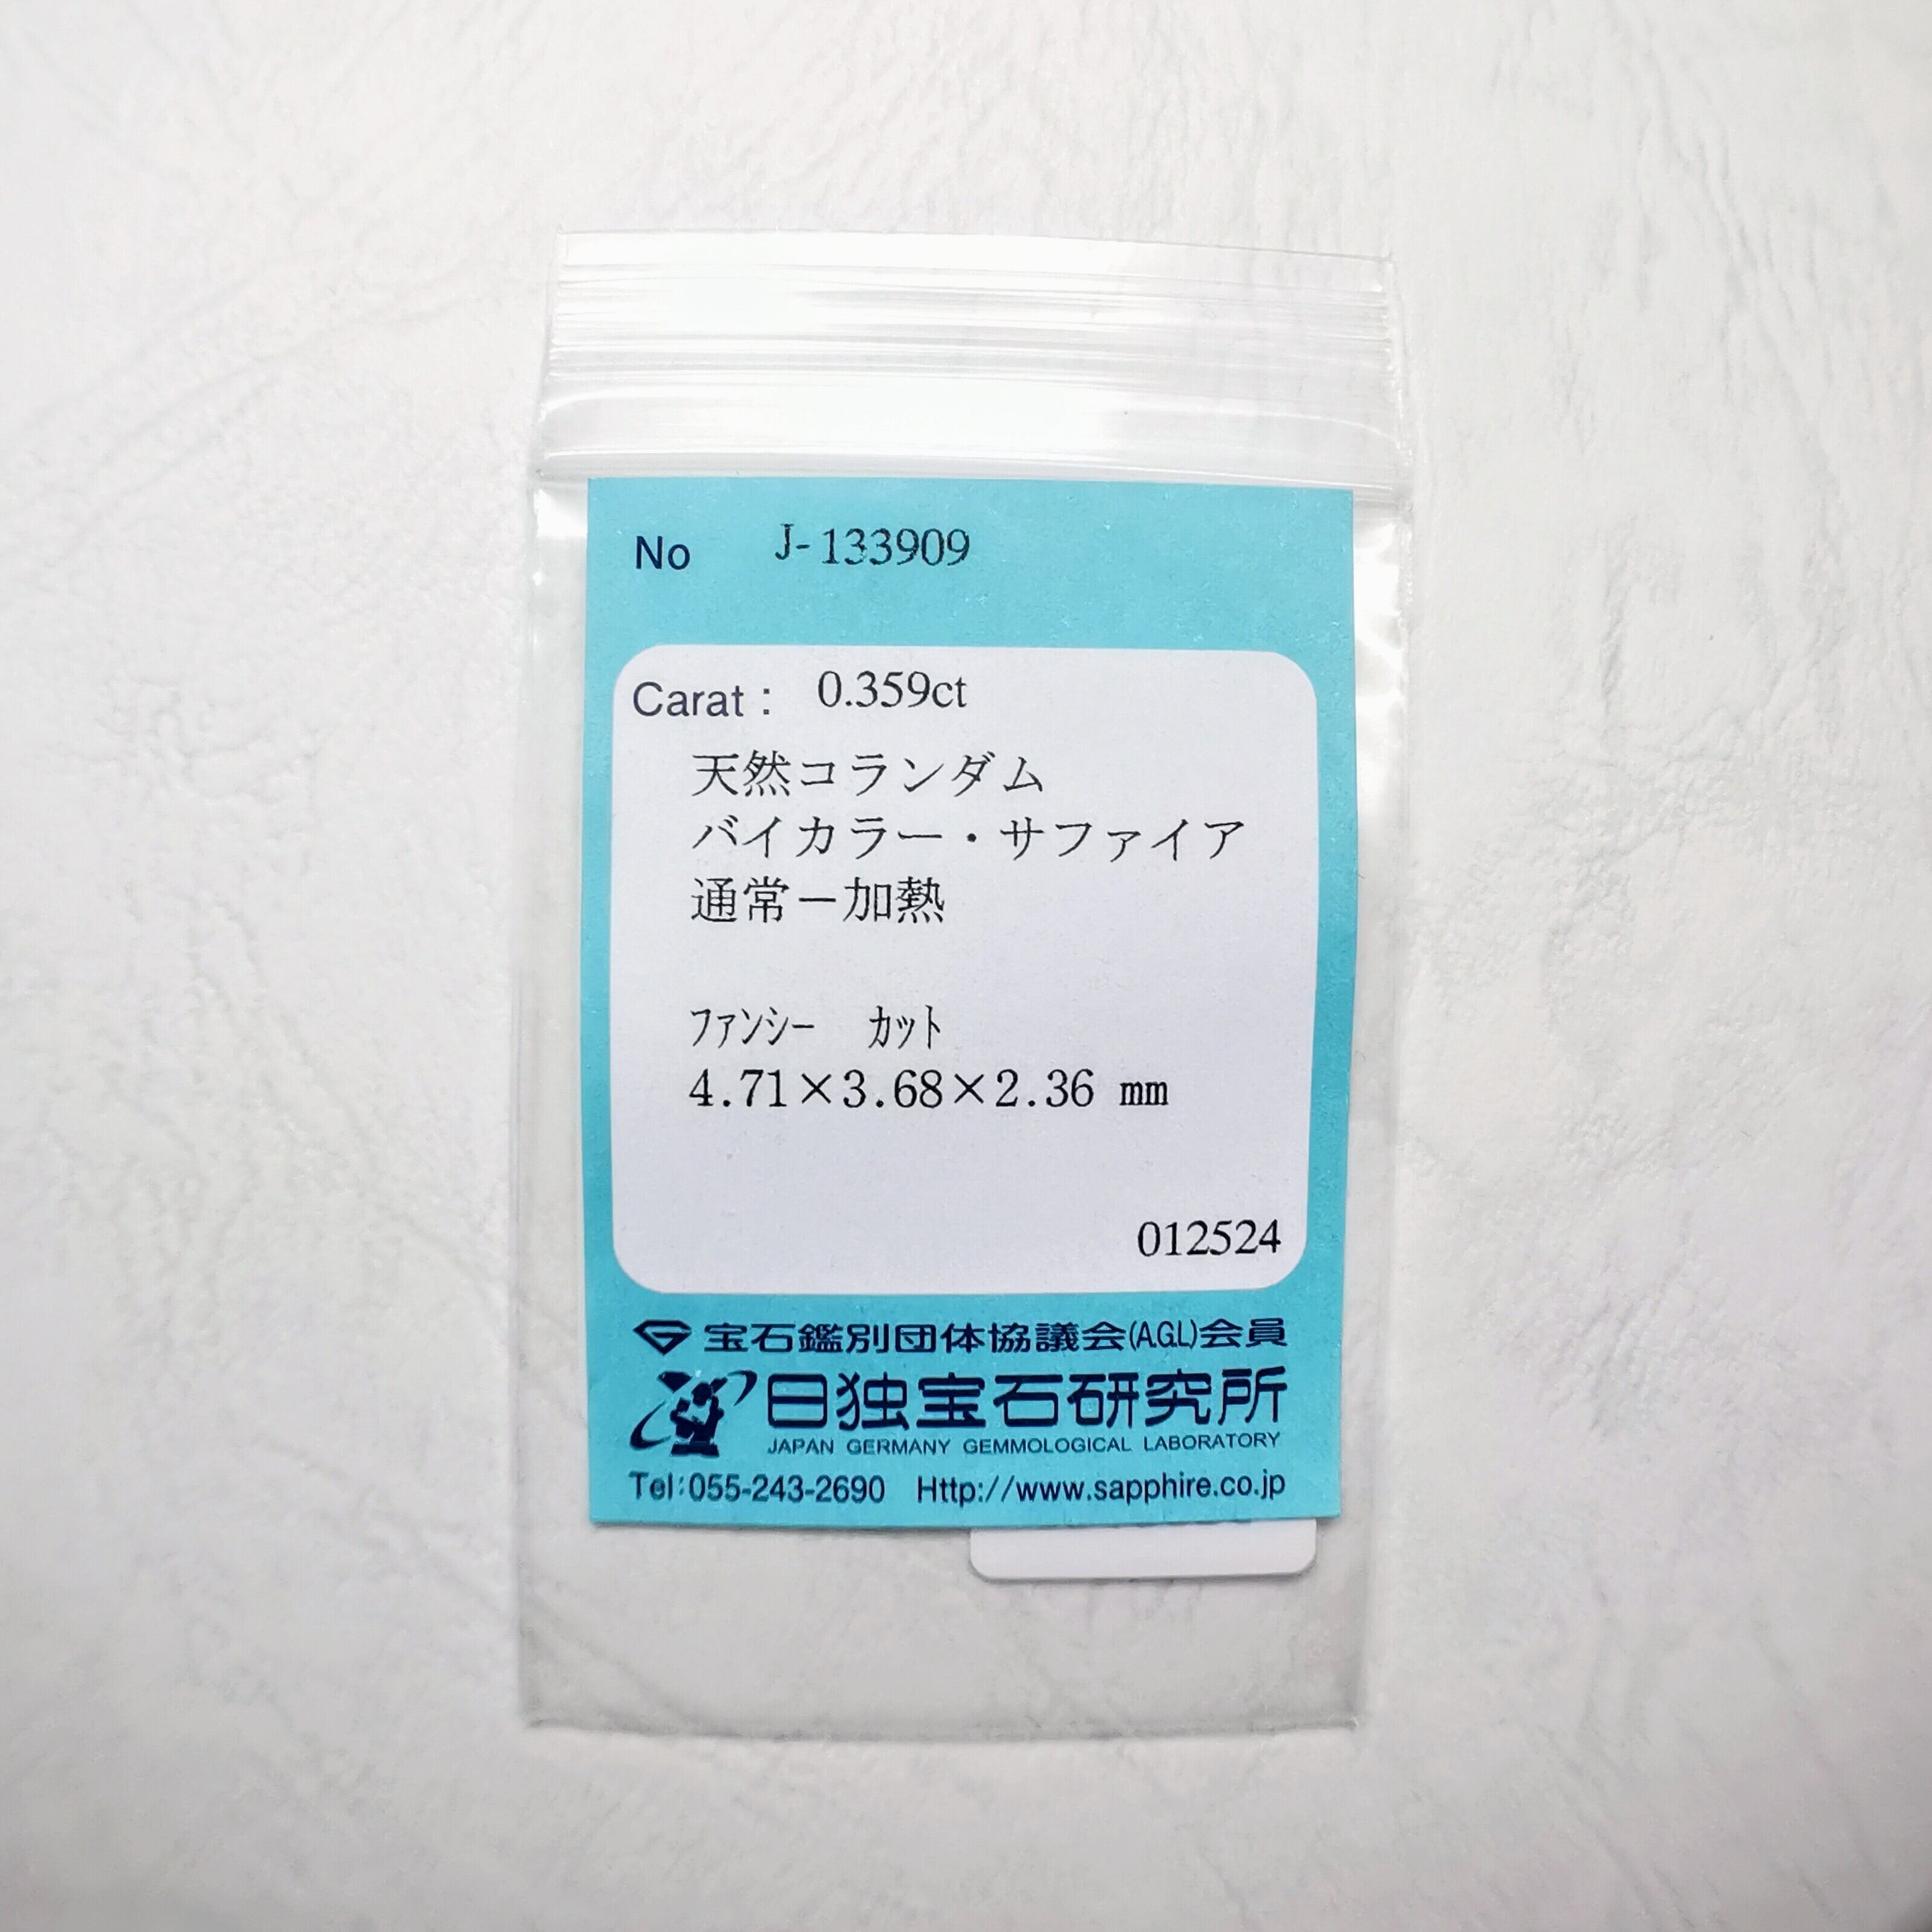 No J-133909
Carat: 0.359ct
天然コランダム
バイカラー・サファイア
通常－加熱
ﾌｧﾝｼｰ ｶｯﾄ
4.71×3.68×2.36 mm
012524
宝石鑑別団体協議会(A.G.L)会員
日独宝石研究所
JAPAN GERMANY GEMMOLOGICAL LABORATORY
Tel:055-243-2690 Http://www.sapphire.co.jp